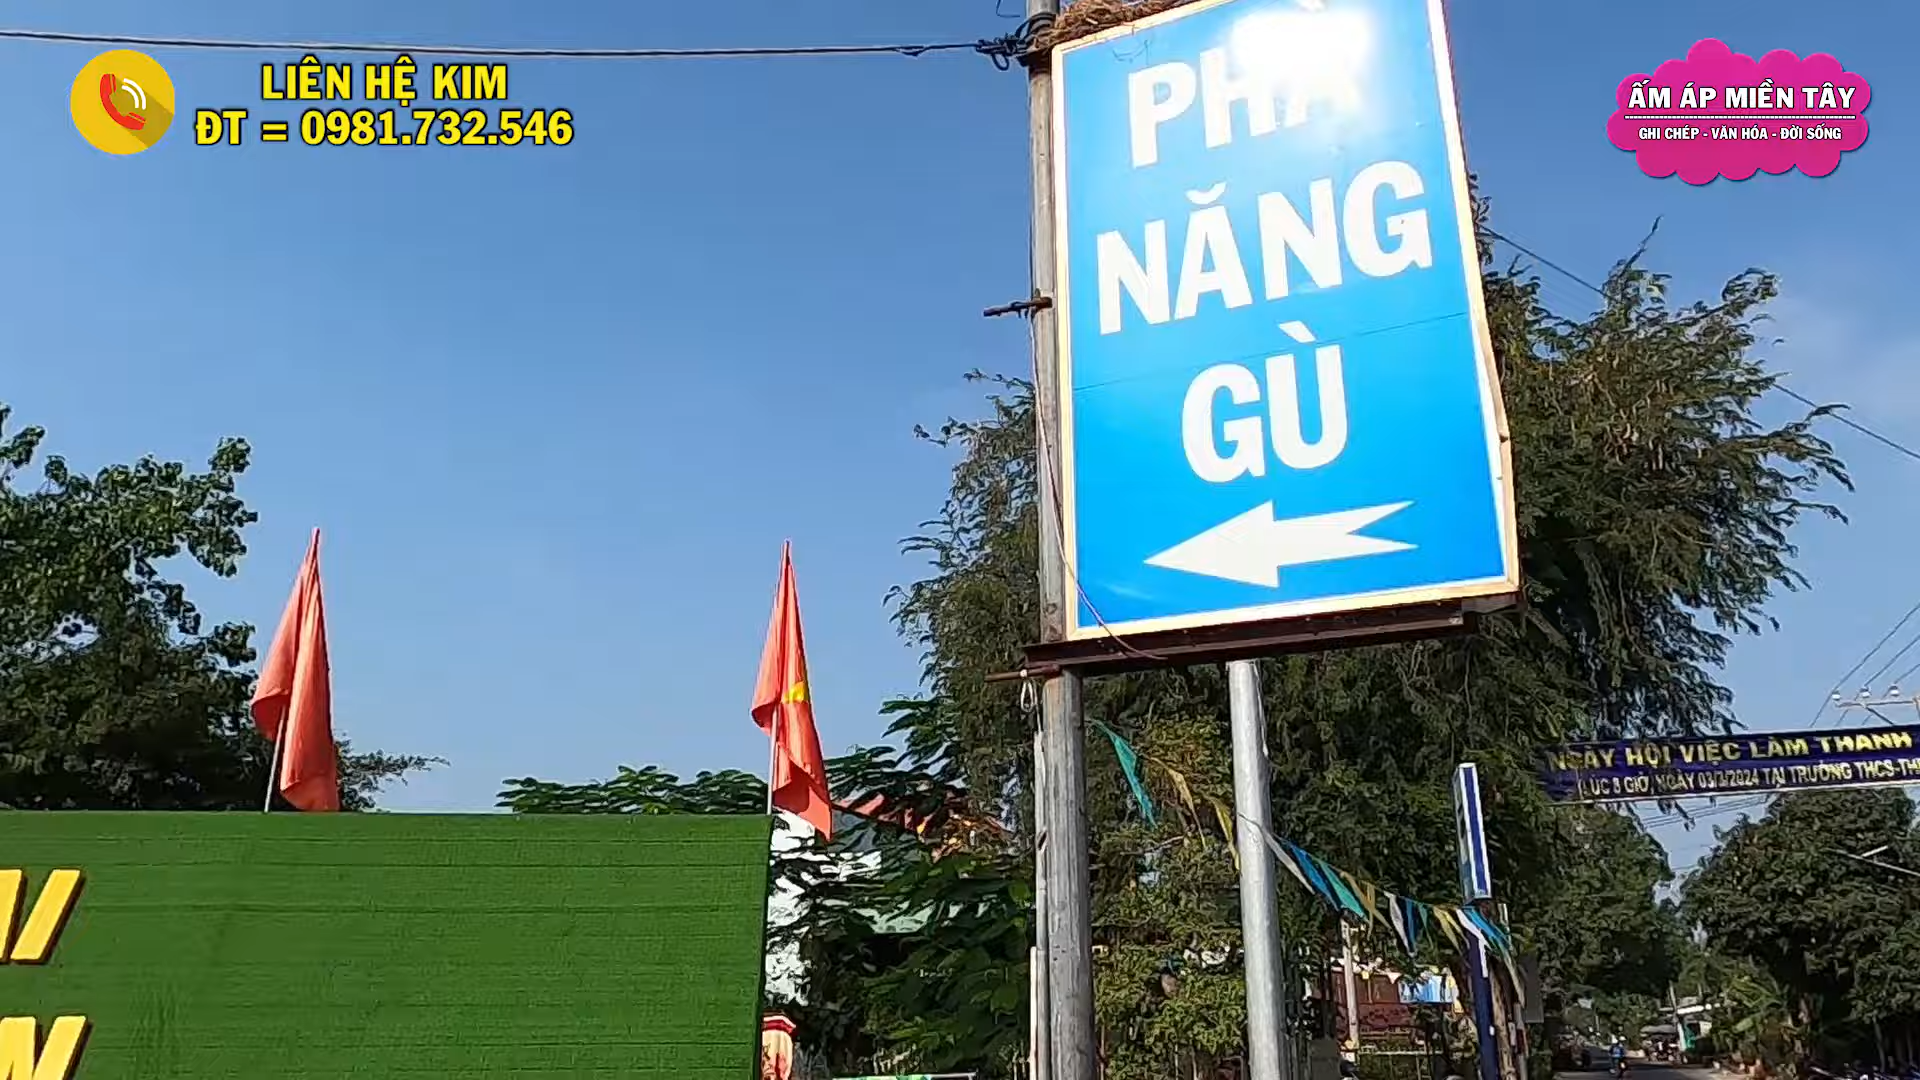 LIÊN HỆ KIM
ĐT = 0981.732.546
ẤM ÁP MIỀN TÂY
GHI CHÉP - VĂN HÓA - ĐỜI SỐNG
PHÀ
NĂNG
GÙ
NGÀY HỘI VIỆC LÀM THANH
LÚC 8 GIỜ, NGÀY 03/3/2024 TẠI TRƯỜNG THCS-TH